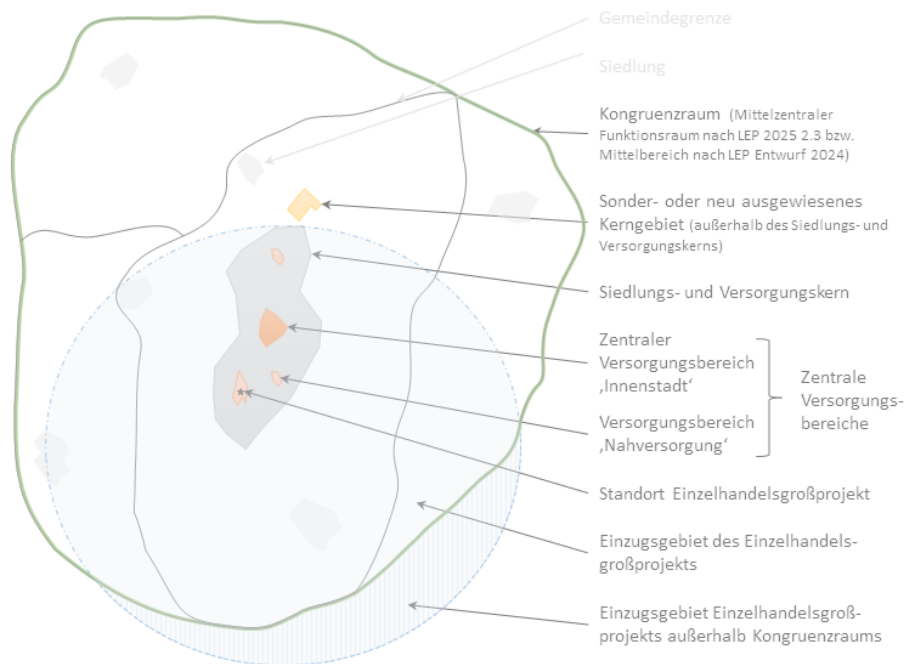 Gemeindegrenze
Siedlung
Kongruenzraum (Mittelzentraler
Funktionsraum nach LEP 2025 2.3 bzw.
Mittelbereich nach LEP Entwurf 2024)
Sonder- oder neu ausgewiesenes
Kerngebiet (außerhalb des Siedlungs- und
Versorgungskerns)
Siedlungs- und Versorgungskern
Zentraler
Versorgungsbereich
‚Innenstadt‘
Versorgungsbereich
‚Nahversorgung‘
Zentrale
Versorgungs-
bereiche
Standort Einzelhandelsgroßprojekt
Einzugsgebiet des Einzelhandels-
großprojekts
Einzugsgebiet Einzelhandelsgroß-
projekts außerhalb Kongruenzraums